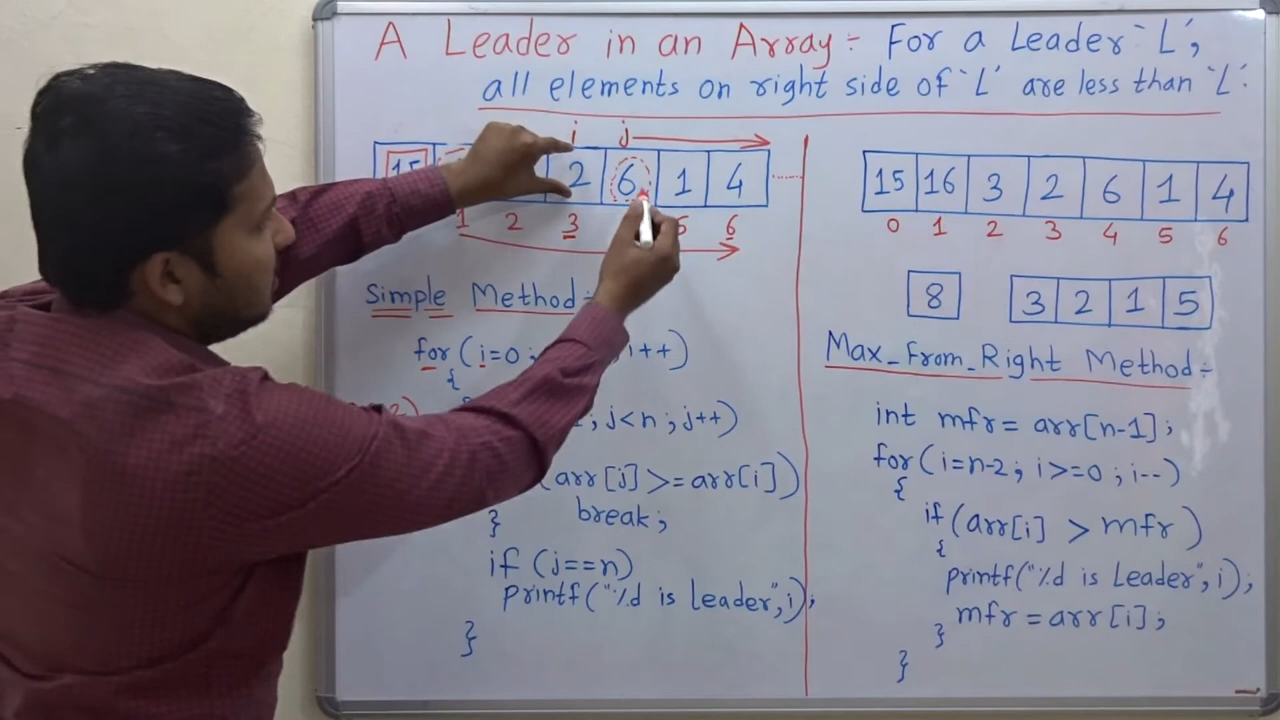 A Leader in an Array :- For a Leader `L',
all elements on right side of `L' are less than `L'.
i j
15 2 6 1 4
1 2 3 5 6
Simple Method :-
for (i=0 ; i++)
{
, j<n ; j++)
(arr[j] >= arr[i])
break;
}
if (j==n)
printf("%d is leader", i);
}
15 16 3 2 6 1 4
0 1 2 3 4 5 6
8 3 2 1 5
Max_From_Right Method :-
int mfr = arr[n-1];
for (i=n-2 ; i>=0 ; i--)
{
if (arr[i] > mfr )
{
printf("%d is Leader", i);
mfr = arr[i];
}
}